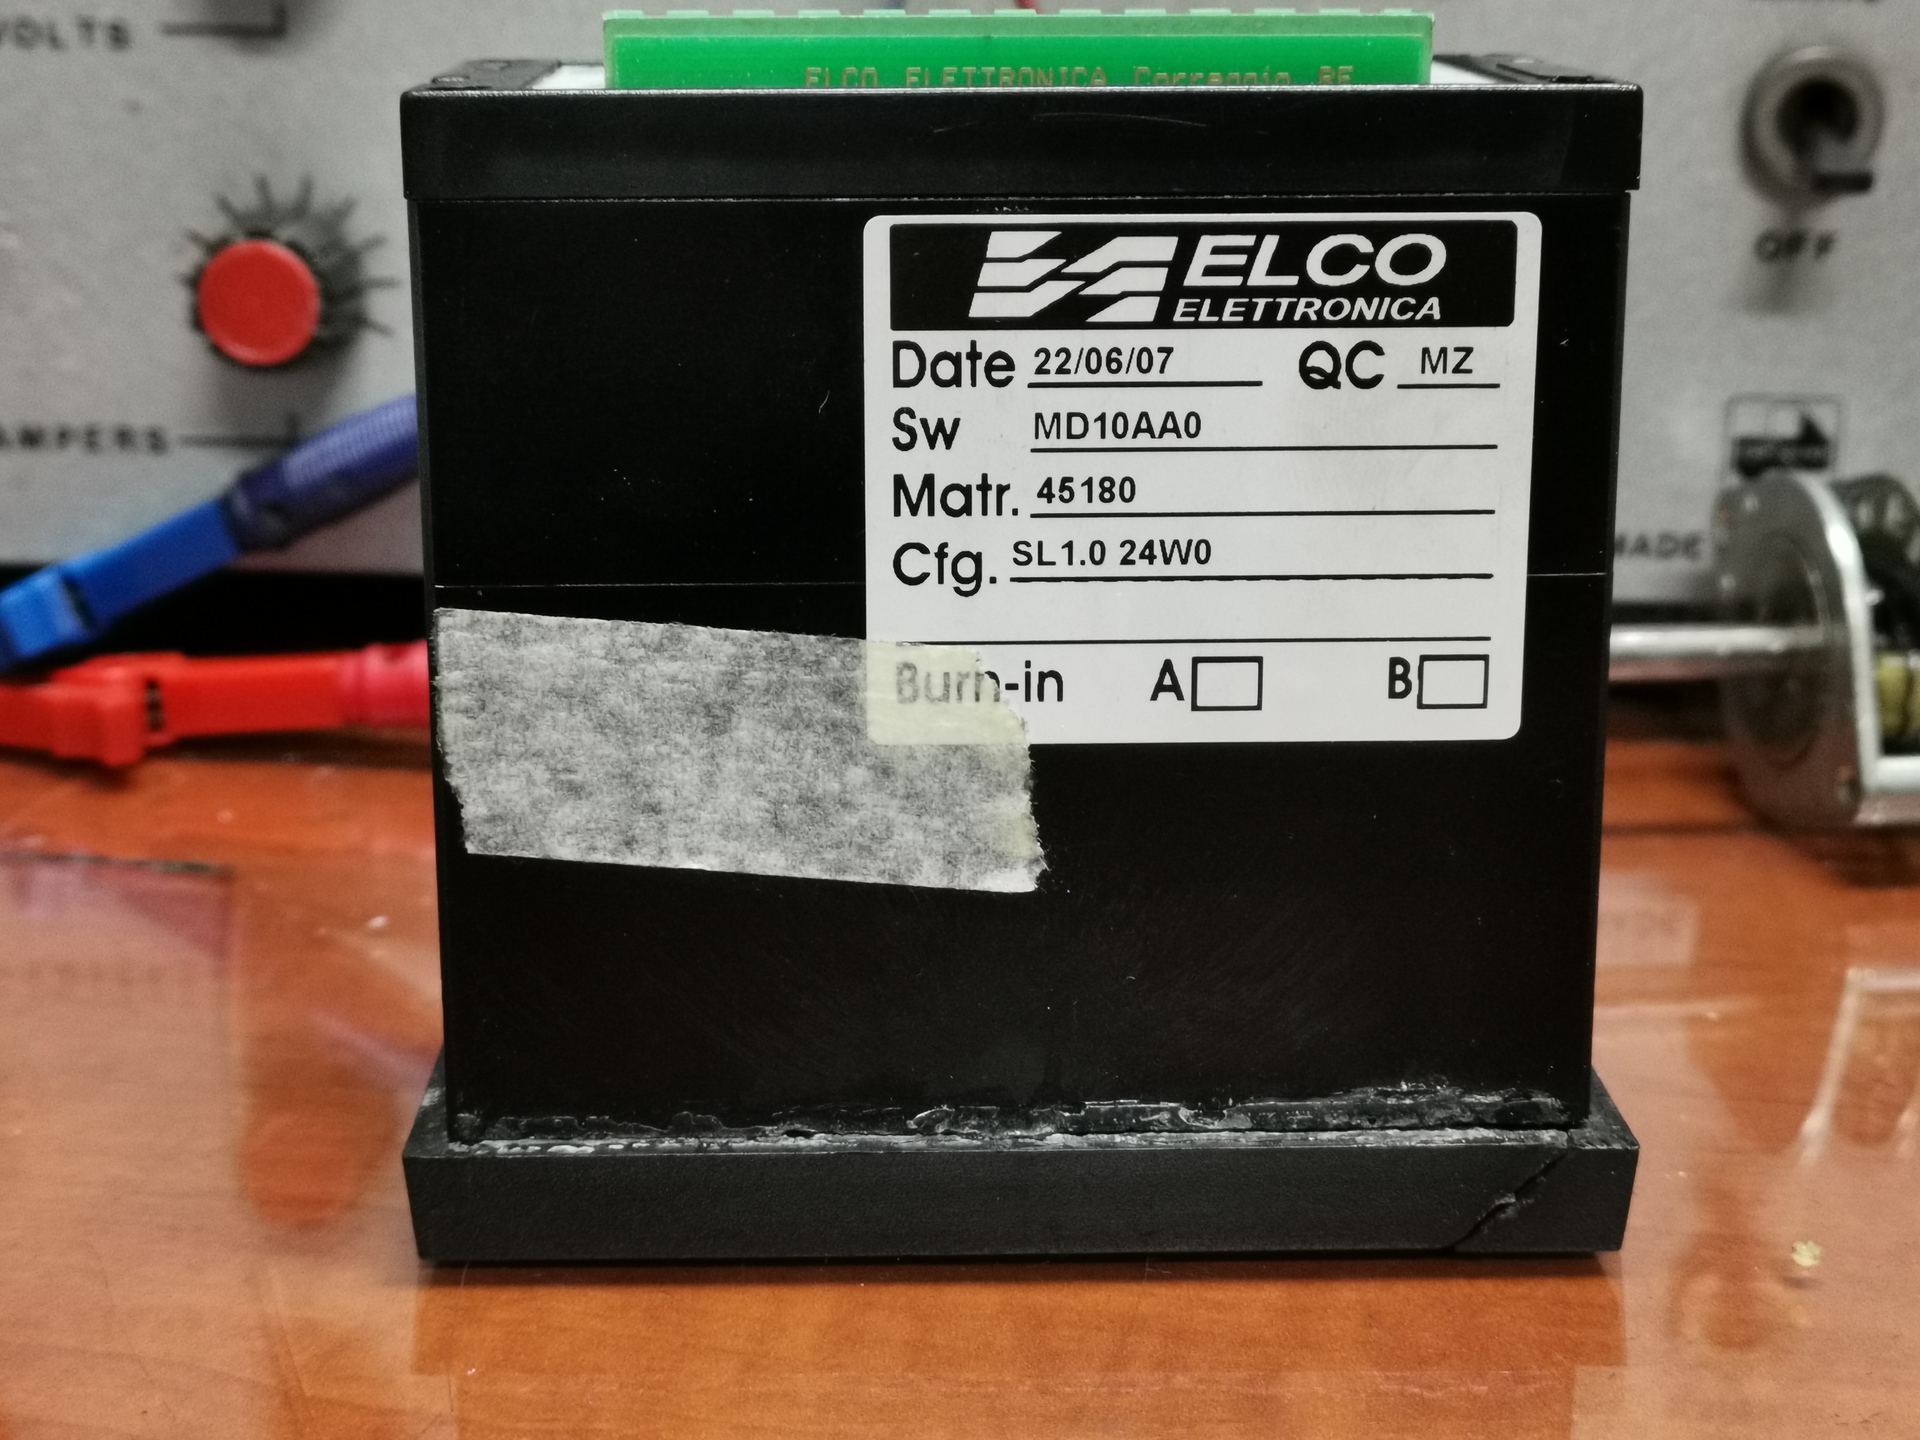 VOLTS
ELCO ELETTRONICA Correggio RE
OFF
AMPERS
MADE
ELCO
ELETTRONICA
Date 22/06/07 QC MZ
Sw MD10AA0
Matr. 45180
Cfg. SL1.0 24W0
Burn-in A B